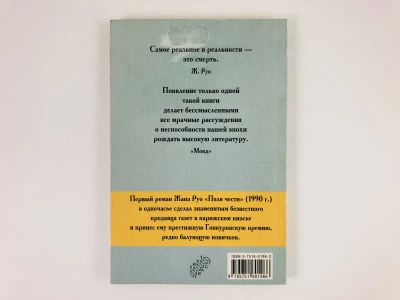 Самое реальное в реальности —
это смерть.
Ж. Руо
Появление только одной
такой книги
делает бессмысленными
все мрачные рассуждения
о неспособности нашей эпохи
рождать высокую литературу.
«Монд»
Первый роман Жана Руо «Поля чести» (1990 г.)
в одночасье сделал знаменитым безвестного
продавца газет в парижском киоске
и принес ему престижную Гонкуровскую премию,
редко балующую новичков.